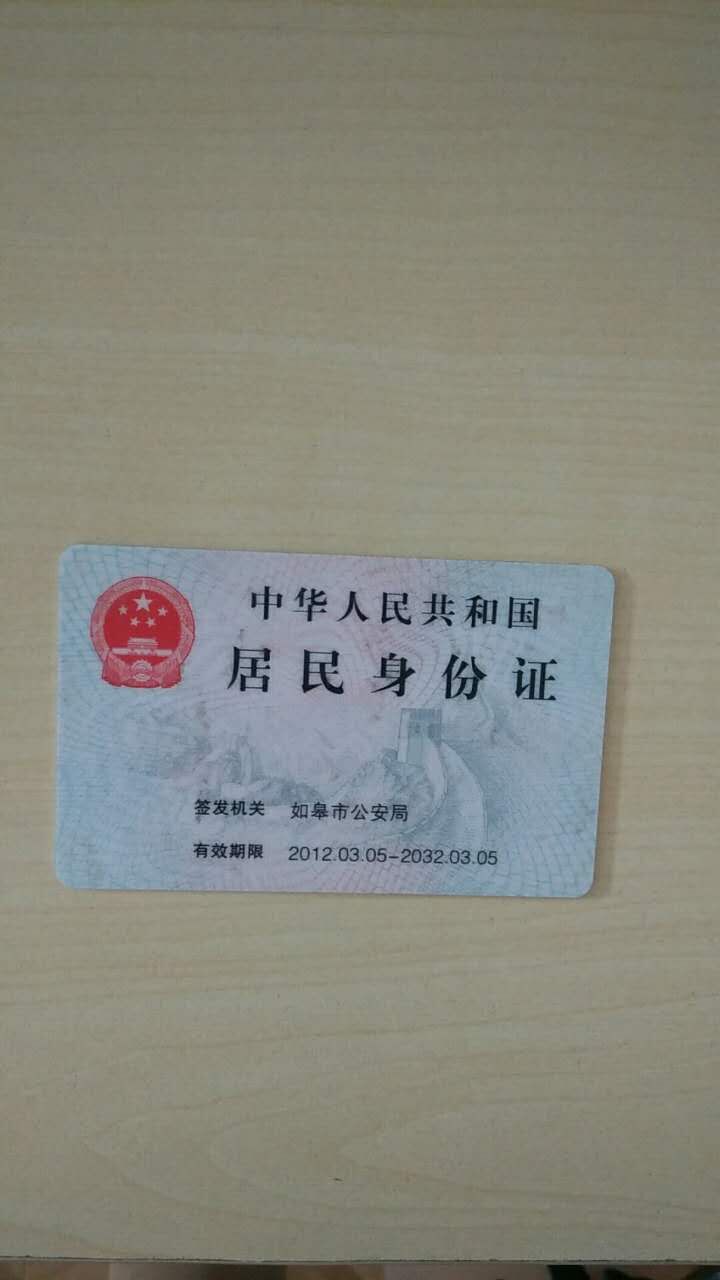 中华人民共和国
居民身份证
签发机关 如皋市公安局
有效期限 2012.03.05-2032.03.05